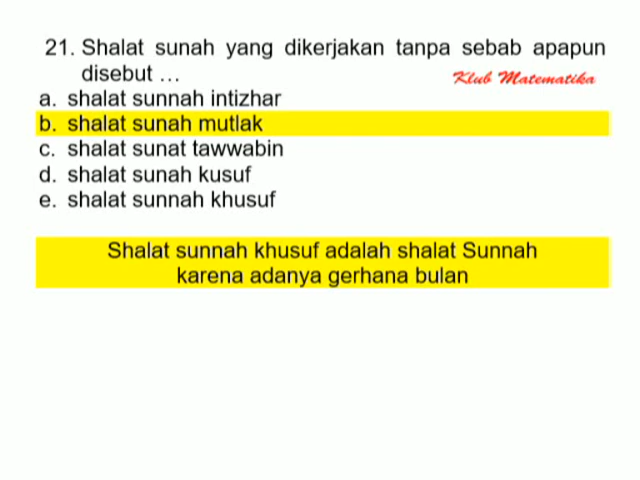 21. Shalat sunah yang dikerjakan tanpa sebab apapun
disebut ...
Klub Matematika
a. shalat sunnah intizhar
b. shalat sunah mutlak
c. shalat sunat tawwabin
d. shalat sunah kusuf
e. shalat sunnah khusuf
Shalat sunnah khusuf adalah shalat Sunnah
karena adanya gerhana bulan